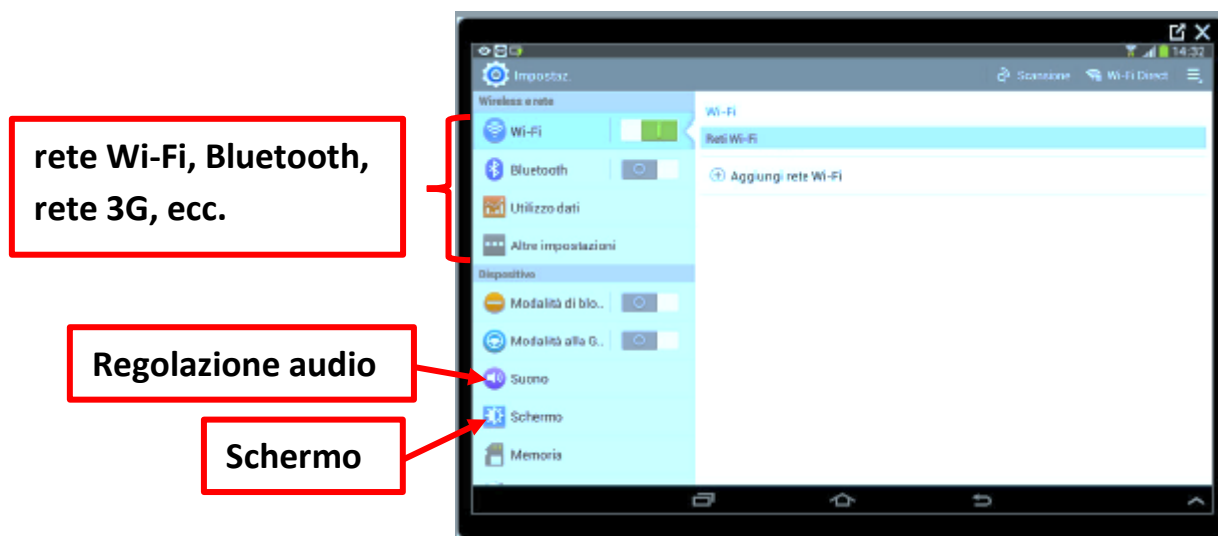 rete Wi-Fi, Bluetooth,
rete 3G, ecc.
Regolazione audio
Schermo
14:32
Impostaz.
Scansione
Wi-Fi Direct
Wireless e rete
Wi-Fi
Bluetooth
Utilizzo dati
Altre impostazioni
Dispositivo
Modalità di blo..
Modalità alla G..
Suono
Schermo
Memoria
Wi-Fi
Reti Wi-Fi
Aggiungi rete Wi-Fi